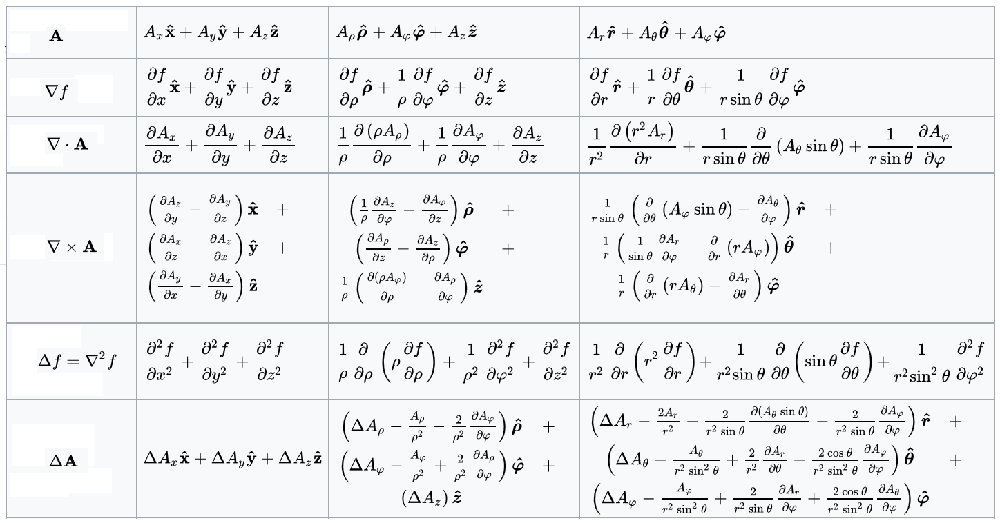 𝐀 A_x x̂ + A_y ŷ + A_z ẑ A_ρ ρ̂ + A_φ φ̂ + A_z ẑ A_r r̂ + A_θ θ̂ + A_φ φ̂
∇f ∂f/∂x x̂ + ∂f/∂y ŷ + ∂f/∂z ẑ ∂f/∂ρ ρ̂ + 1/ρ ∂f/∂φ φ̂ + ∂f/∂z ẑ ∂f/∂r r̂ + 1/r ∂f/∂θ θ̂ + 1/(r sin θ) ∂f/∂φ φ̂
∇ · 𝐀 ∂A_x/∂x + ∂A_y/∂y + ∂A_z/∂z 1/ρ ∂(ρA_ρ)/∂ρ + 1/ρ ∂A_φ/∂φ + ∂A_z/∂z 1/r² ∂(r²A_r)/∂r + 1/(r sin θ) ∂/∂θ (A_θ sin θ) + 1/(r sin θ) ∂A_φ/∂φ
∇ × 𝐀
(∂A_z/∂y − ∂A_y/∂z) x̂ +
(∂A_x/∂z − ∂A_z/∂x) ŷ +
(∂A_y/∂x − ∂A_x/∂y) ẑ
(1/ρ ∂A_z/∂φ − ∂A_φ/∂z) ρ̂ +
(∂A_ρ/∂z − ∂A_z/∂ρ) φ̂ +
1/ρ (∂(ρA_φ)/∂ρ − ∂A_ρ/∂φ) ẑ
1/(r sin θ) (∂/∂θ (A_φ sin θ) − ∂A_θ/∂φ) r̂ +
1/r (1/(sin θ) ∂A_r/∂φ − ∂/∂r (rA_φ)) θ̂ +
1/r (∂/∂r (rA_θ) − ∂A_r/∂θ) φ̂
Δf = ∇²f ∂²f/∂x² + ∂²f/∂y² + ∂²f/∂z² 1/ρ ∂/∂ρ (ρ ∂f/∂ρ) + 1/ρ² ∂²f/∂φ² + ∂²f/∂z² 1/r² ∂/∂r (r² ∂f/∂r) + 1/(r² sin θ) ∂/∂θ (sin θ ∂f/∂θ) + 1/(r² sin² θ) ∂²f/∂φ²
Δ𝐀
ΔA_x x̂ + ΔA_y ŷ + ΔA_z ẑ
(ΔA_ρ − A_ρ/ρ² − 2/ρ² ∂A_φ/∂φ) ρ̂ +
(ΔA_φ − A_φ/ρ² + 2/ρ² ∂A_ρ/∂φ) φ̂ +
(ΔA_z) ẑ
(ΔA_r − 2A_r/r² − 2/(r² sin θ) ∂(A_θ sin θ)/∂θ − 2/(r² sin θ) ∂A_φ/∂φ) r̂ +
(ΔA_θ − A_θ/(r² sin² θ) + 2/r² ∂A_r/∂θ − 2 cos θ/(r² sin² θ) ∂A_φ/∂φ) θ̂ +
(ΔA_φ − A_φ/(r² sin² θ) + 2/(r² sin θ) ∂A_r/∂φ + 2 cos θ/(r² sin² θ) ∂A_θ/∂φ) φ̂